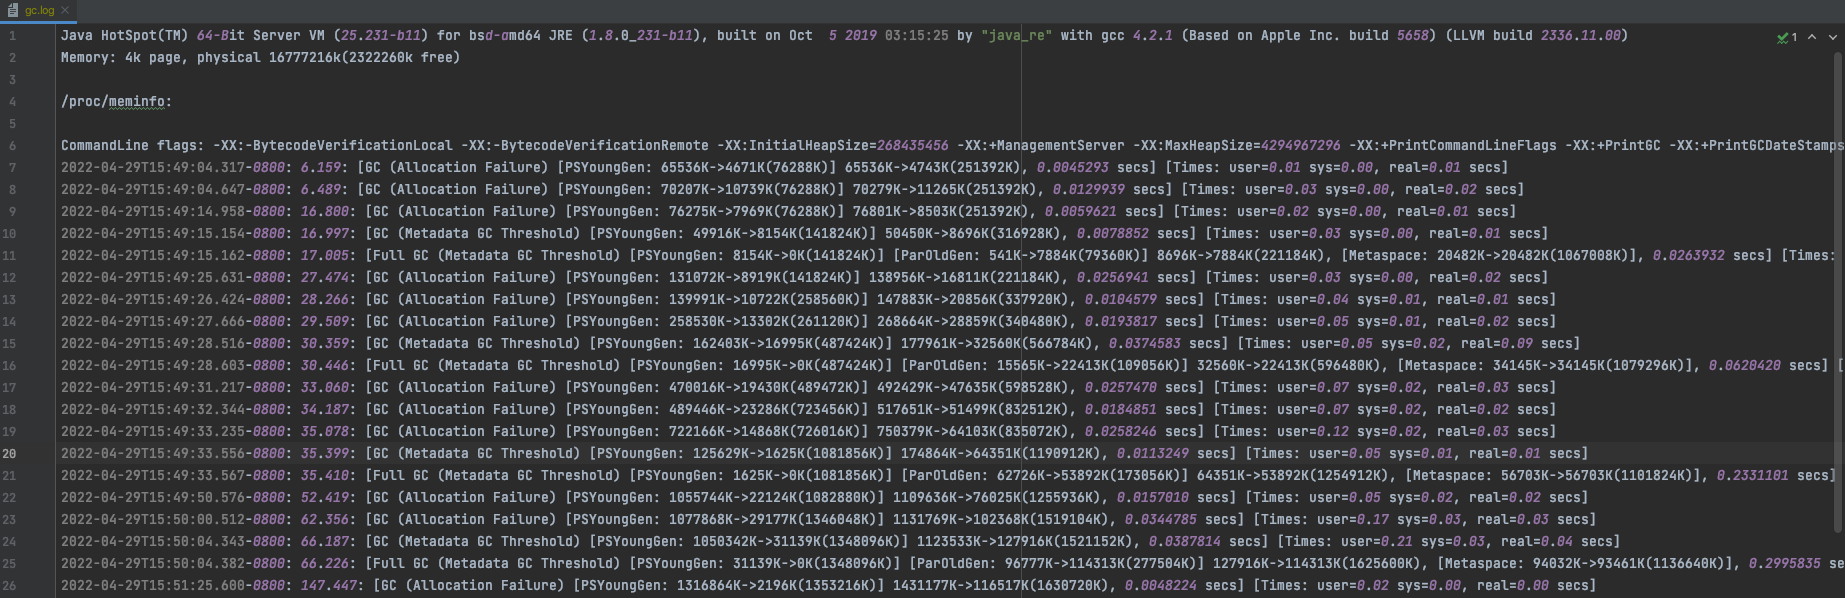 gc.log
1 Java HotSpot(TM) 64-Bit Server VM (25.231-b11) for bsd-amd64 JRE (1.8.0_231-b11), built on Oct  5 2019 03:15:25 by "java_re" with gcc 4.2.1 (Based on Apple Inc. build 5658) (LLVM build 2336.11.00) 1
2 Memory: 4k page, physical 16777216k(2322260k free)
3
4 /proc/meminfo:
5
6 CommandLine flags: -XX:-BytecodeVerificationLocal -XX:-BytecodeVerificationRemote -XX:InitialHeapSize=268435456 -XX:+ManagementServer -XX:MaxHeapSize=4294967296 -XX:+PrintCommandLineFlags -XX:+PrintGC -XX:+PrintGCDateStamps
7 2022-04-29T15:49:04.317-0800: 6.159: [GC (Allocation Failure) [PSYoungGen: 65536K->4671K(76288K)] 65536K->4743K(251392K), 0.0045293 secs] [Times: user=0.01 sys=0.00, real=0.01 secs]
8 2022-04-29T15:49:04.647-0800: 6.489: [GC (Allocation Failure) [PSYoungGen: 70207K->10739K(76288K)] 70279K->11265K(251392K), 0.0129939 secs] [Times: user=0.03 sys=0.00, real=0.02 secs]
9 2022-04-29T15:49:14.958-0800: 16.800: [GC (Allocation Failure) [PSYoungGen: 76275K->7969K(76288K)] 76801K->8503K(251392K), 0.0059621 secs] [Times: user=0.02 sys=0.00, real=0.01 secs]
10 2022-04-29T15:49:15.154-0800: 16.997: [GC (Metadata GC Threshold) [PSYoungGen: 49916K->8154K(141824K)] 50450K->8696K(316928K), 0.0078852 secs] [Times: user=0.03 sys=0.00, real=0.01 secs]
11 2022-04-29T15:49:15.162-0800: 17.005: [Full GC (Metadata GC Threshold) [PSYoungGen: 8154K->0K(141824K)] [ParOldGen: 541K->7884K(79360K)] 8696K->7884K(221184K), [Metaspace: 20482K->20482K(1067008K)], 0.0263932 secs] [Times:
12 2022-04-29T15:49:25.631-0800: 27.474: [GC (Allocation Failure) [PSYoungGen: 131072K->8919K(141824K)] 138956K->16811K(221184K), 0.0256941 secs] [Times: user=0.03 sys=0.00, real=0.02 secs]
13 2022-04-29T15:49:26.424-0800: 28.266: [GC (Allocation Failure) [PSYoungGen: 139991K->10722K(258560K)] 147883K->20856K(337920K), 0.0104579 secs] [Times: user=0.04 sys=0.01, real=0.01 secs]
14 2022-04-29T15:49:27.666-0800: 29.509: [GC (Allocation Failure) [PSYoungGen: 258530K->13302K(261120K)] 268664K->28859K(340480K), 0.0193817 secs] [Times: user=0.05 sys=0.01, real=0.02 secs]
15 2022-04-29T15:49:28.516-0800: 30.359: [GC (Metadata GC Threshold) [PSYoungGen: 162403K->16995K(487424K)] 177961K->32560K(566784K), 0.0374583 secs] [Times: user=0.05 sys=0.02, real=0.09 secs]
16 2022-04-29T15:49:28.603-0800: 30.446: [Full GC (Metadata GC Threshold) [PSYoungGen: 16995K->0K(487424K)] [ParOldGen: 15565K->22413K(109056K)] 32560K->22413K(596480K), [Metaspace: 34145K->34145K(1079296K)], 0.0620420 secs] [
17 2022-04-29T15:49:31.217-0800: 33.060: [GC (Allocation Failure) [PSYoungGen: 470016K->19430K(489472K)] 492429K->47635K(598528K), 0.0257470 secs] [Times: user=0.07 sys=0.02, real=0.03 secs]
18 2022-04-29T15:49:32.344-0800: 34.187: [GC (Allocation Failure) [PSYoungGen: 489446K->23286K(723456K)] 517651K->51499K(832512K), 0.0184851 secs] [Times: user=0.07 sys=0.02, real=0.02 secs]
19 2022-04-29T15:49:33.235-0800: 35.078: [GC (Allocation Failure) [PSYoungGen: 722166K->14868K(726016K)] 750379K->64103K(835072K), 0.0258246 secs] [Times: user=0.12 sys=0.02, real=0.03 secs]
20 2022-04-29T15:49:33.556-0800: 35.399: [GC (Metadata GC Threshold) [PSYoungGen: 125629K->1625K(1081856K)] 174864K->64351K(1190912K), 0.0113249 secs] [Times: user=0.05 sys=0.01, real=0.01 secs]
21 2022-04-29T15:49:33.567-0800: 35.410: [Full GC (Metadata GC Threshold) [PSYoungGen: 1625K->0K(1081856K)] [ParOldGen: 62726K->53892K(173056K)] 64351K->53892K(1254912K), [Metaspace: 56703K->56703K(1101824K)], 0.2331101 secs]
22 2022-04-29T15:49:50.576-0800: 52.419: [GC (Allocation Failure) [PSYoungGen: 1055744K->22124K(1082880K)] 1109636K->76025K(1255936K), 0.0157010 secs] [Times: user=0.05 sys=0.02, real=0.02 secs]
23 2022-04-29T15:50:00.512-0800: 62.356: [GC (Allocation Failure) [PSYoungGen: 1077868K->29177K(1346048K)] 1131769K->102368K(1519104K), 0.0344785 secs] [Times: user=0.17 sys=0.03, real=0.03 secs]
24 2022-04-29T15:50:04.343-0800: 66.187: [GC (Metadata GC Threshold) [PSYoungGen: 1050342K->31139K(1348096K)] 1123533K->127916K(1521152K), 0.0387814 secs] [Times: user=0.21 sys=0.03, real=0.04 secs]
25 2022-04-29T15:50:04.382-0800: 66.226: [Full GC (Metadata GC Threshold) [PSYoungGen: 31139K->0K(1348096K)] [ParOldGen: 96777K->114313K(277504K)] 127916K->114313K(1625600K), [Metaspace: 94032K->93461K(1136640K)], 0.2995835 se
26 2022-04-29T15:51:25.600-0800: 147.447: [GC (Allocation Failure) [PSYoungGen: 1316864K->2196K(1353216K)] 1431177K->116517K(1630720K), 0.0048224 secs] [Times: user=0.02 sys=0.00, real=0.00 secs]